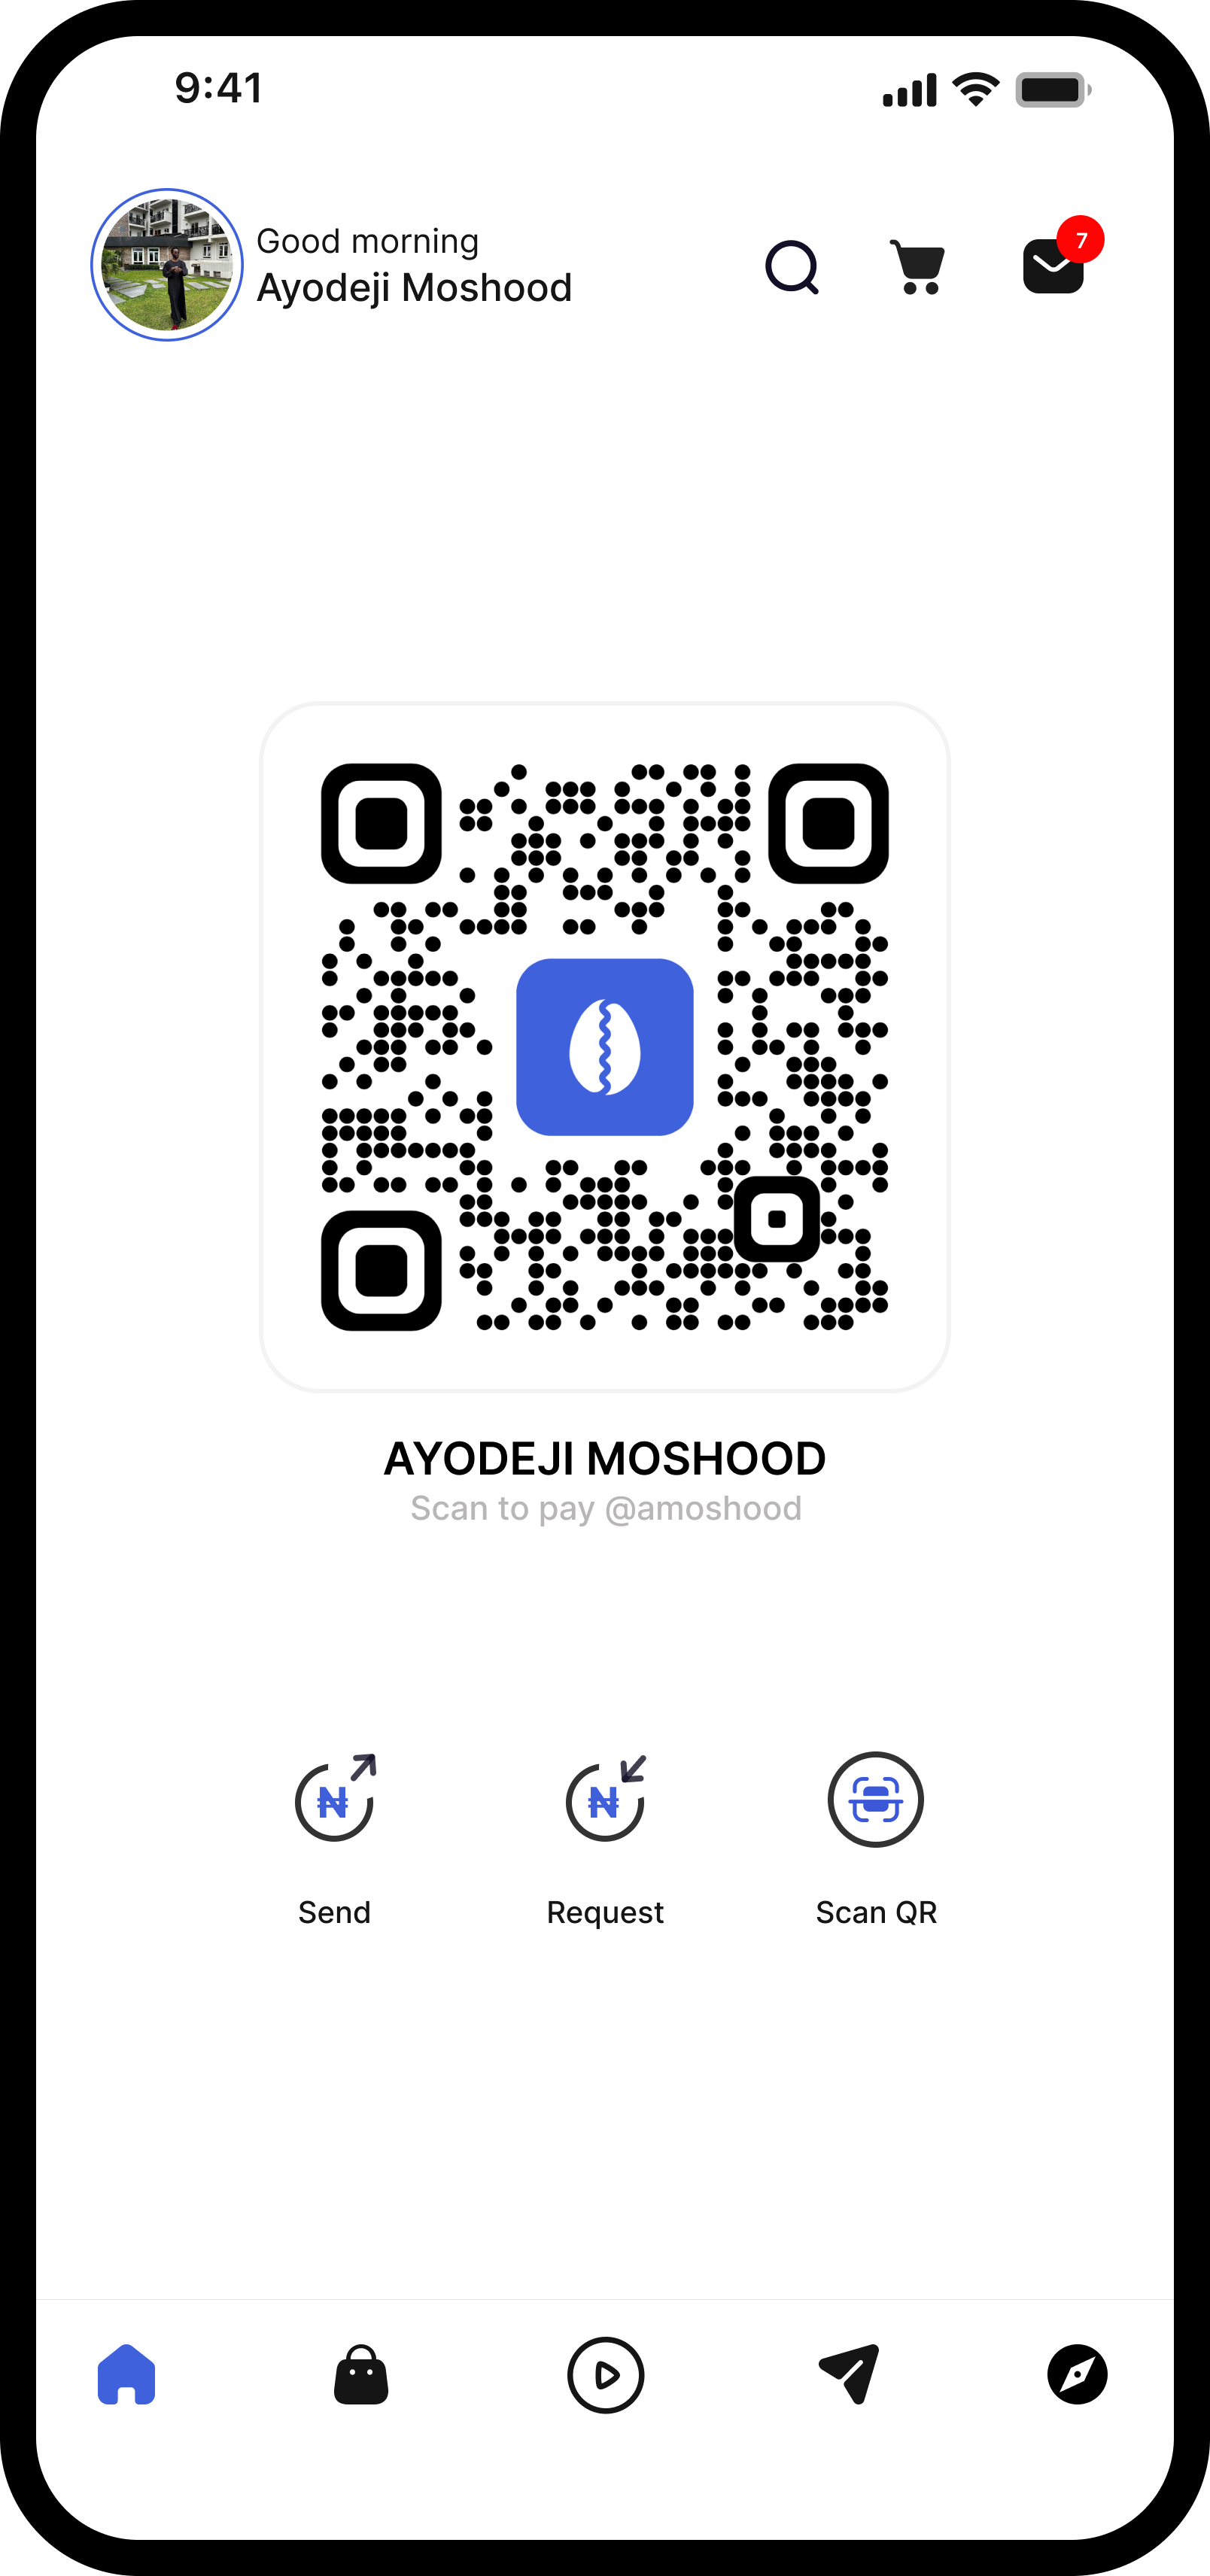 9:41
Good morning
Ayodeji Moshood
7
AYODEJI MOSHOOD
Scan to pay @amoshood
₦
₦
Send
Request
Scan QR